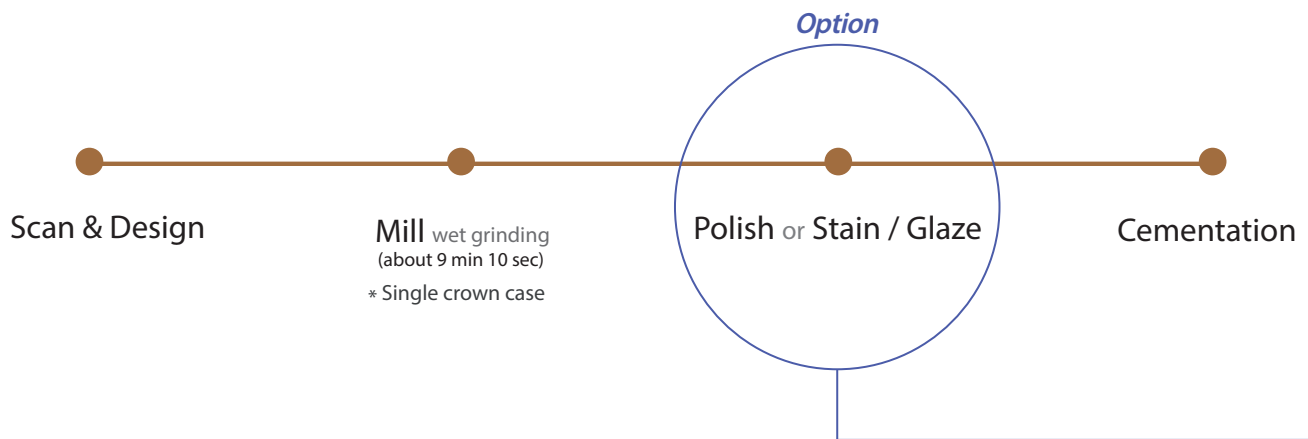 Option
Scan & Design
Mill wet grinding
(about 9 min 10 sec)
* Single crown case
Polish or Stain / Glaze
Cementation